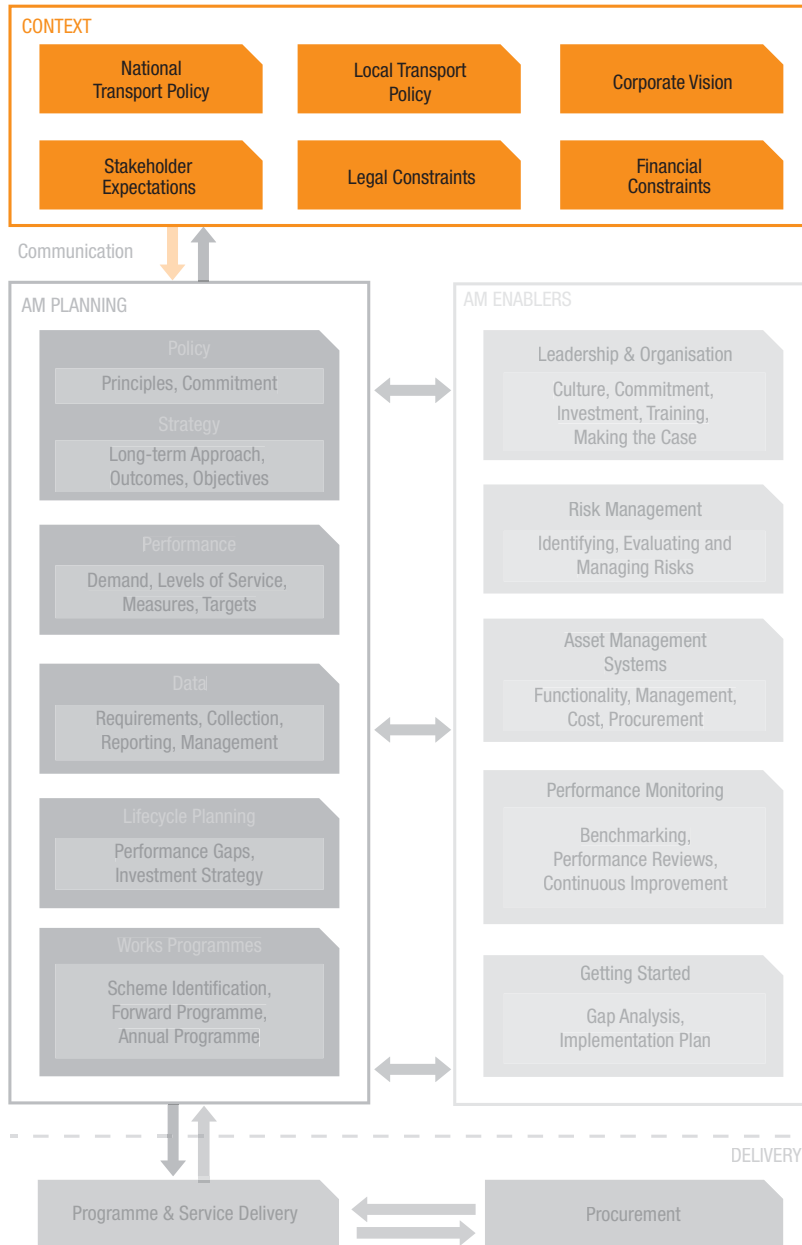 CONTEXT
National
Transport Policy
Local Transport
Policy
Corporate Vision
Stakeholder
Expectations
Legal Constraints
Financial
Constraints
Communication
AM PLANNING
Policy
Principles, Commitment
Strategy
Long-term Approach,
Outcomes, Objectives
Performance
Demand, Levels of Service,
Measures, Targets
Data
Requirements, Collection,
Reporting, Management
Lifecycle Planning
Performance Gaps,
Investment Strategy
Works Programmes
Scheme Identification,
Forward Programme,
Annual Programme
AM ENABLERS
Leadership & Organisation
Culture, Commitment,
Investment, Training,
Making the Case
Risk Management
Identifying, Evaluating and
Managing Risks
Asset Management
Systems
Functionality, Management,
Cost, Procurement
Performance Monitoring
Benchmarking,
Performance Reviews,
Continuous Improvement
Getting Started
Gap Analysis,
Implementation Plan
DELIVERY
Programme & Service Delivery
Procurement